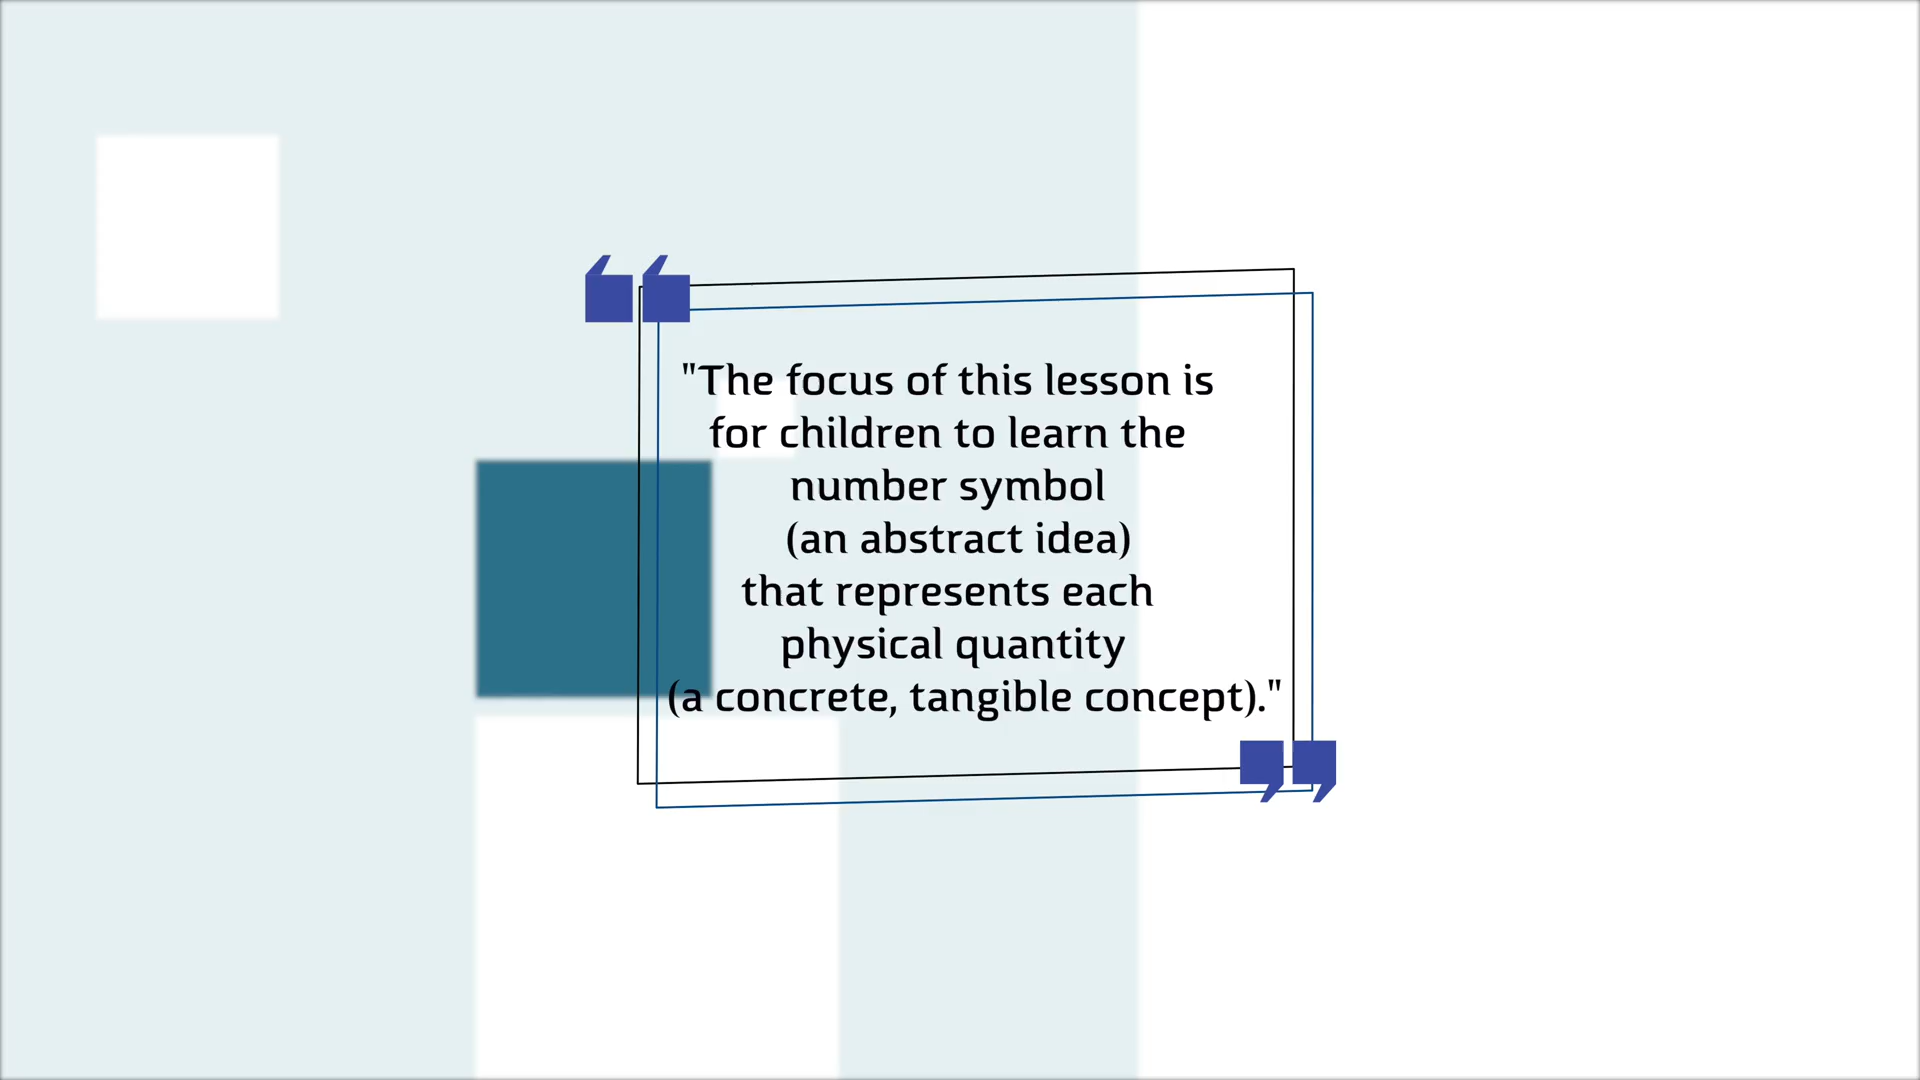 "The focus of this lesson is
for children to learn the
number symbol
(an abstract idea)
that represents each
physical quantity
(a concrete, tangible concept)."